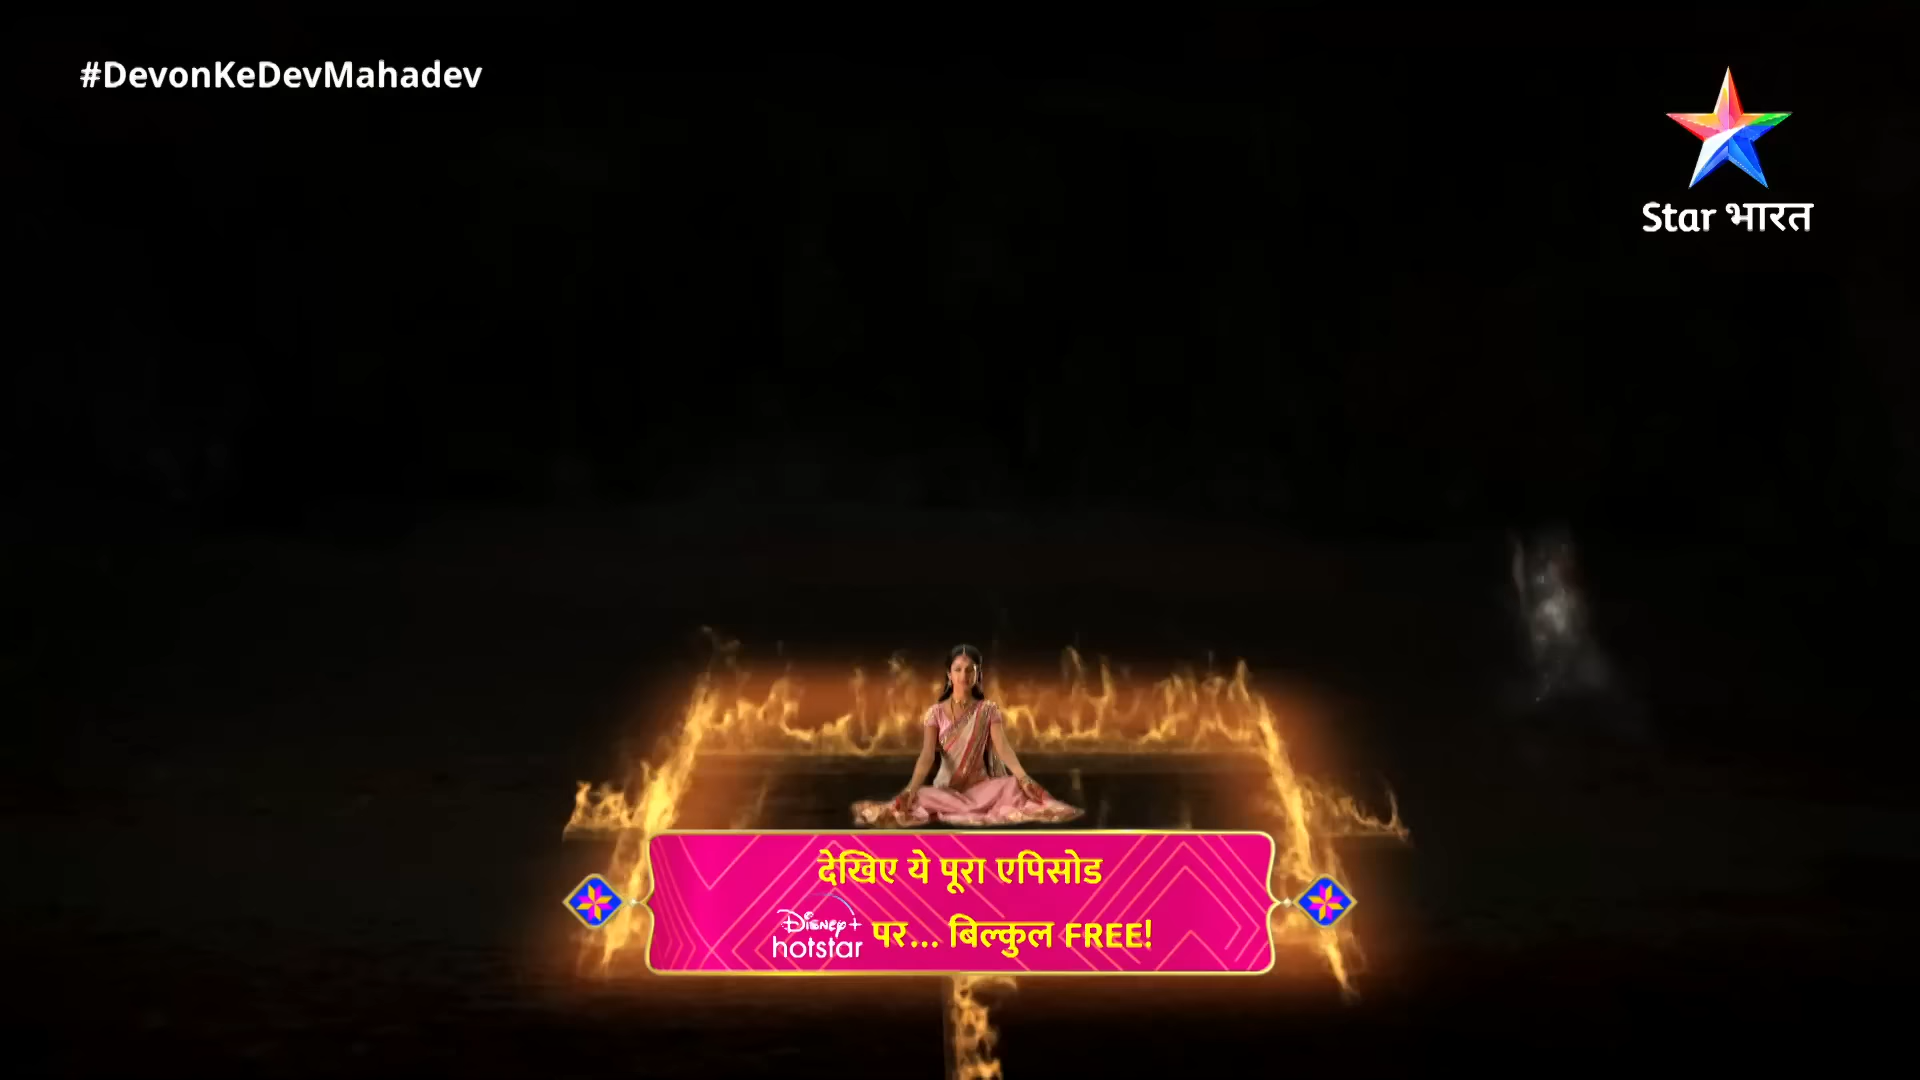 #DevonKeDevMahadev
Star भारत
देखिए ये पूरा एपिसोड
Disney+ hotstar पर... बिल्कुल FREE!